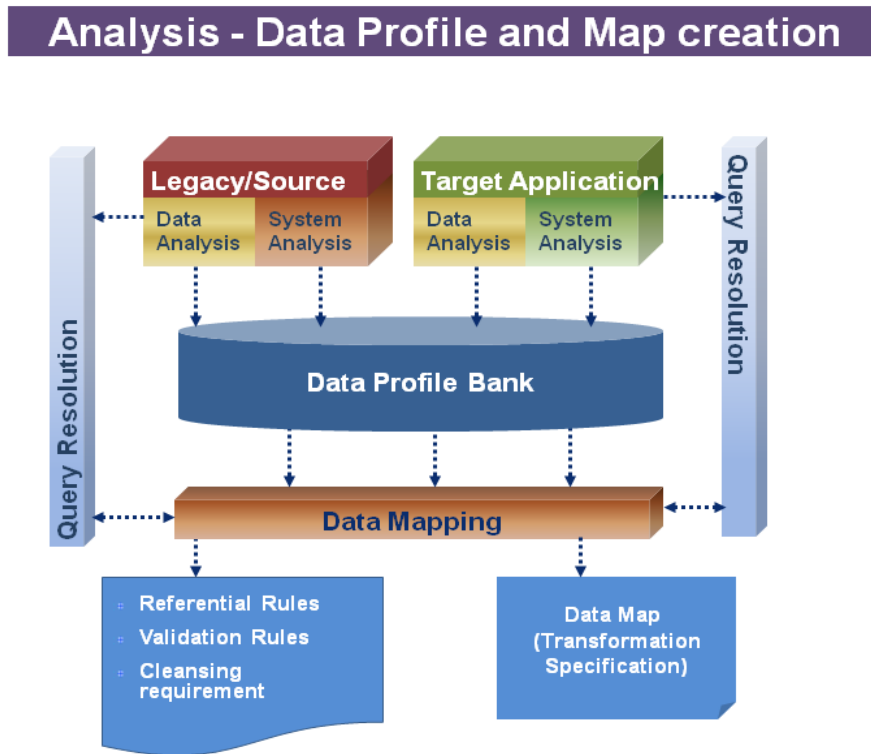 Analysis - Data Profile and Map creation
Legacy/Source
Data
Analysis
System
Analysis
Target Application
Data
Analysis
System
Analysis
Query Resolution
Query Resolution
Data Profile Bank
Data Mapping
Referential Rules
Validation Rules
Cleansing
requirement
Data Map
(Transformation
Specification)